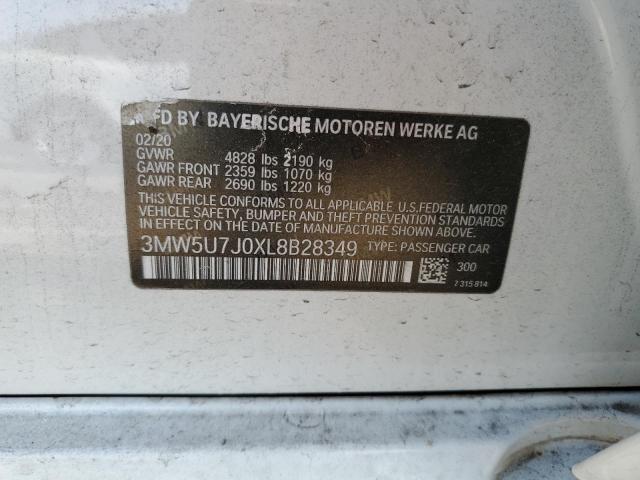 MFD BY BAYERISCHE MOTOREN WERKE AG
02/20
GVWR 4828 lbs 2190 kg
GAWR FRONT 2359 lbs 1070 kg
GAWR REAR 2690 lbs 1220 kg
THIS VEHICLE CONFORMS TO ALL APPLICABLE U.S.FEDERAL MOTOR
VEHICLE SAFETY, BUMPER AND THEFT PREVENTION STANDARDS
IN EFFECT ON THE DATE OF MANUFACTURE SHOWN ABOVE.
3MW5U7J0XL8B28349 TYPE: PASSENGER CAR
300
7 315 814